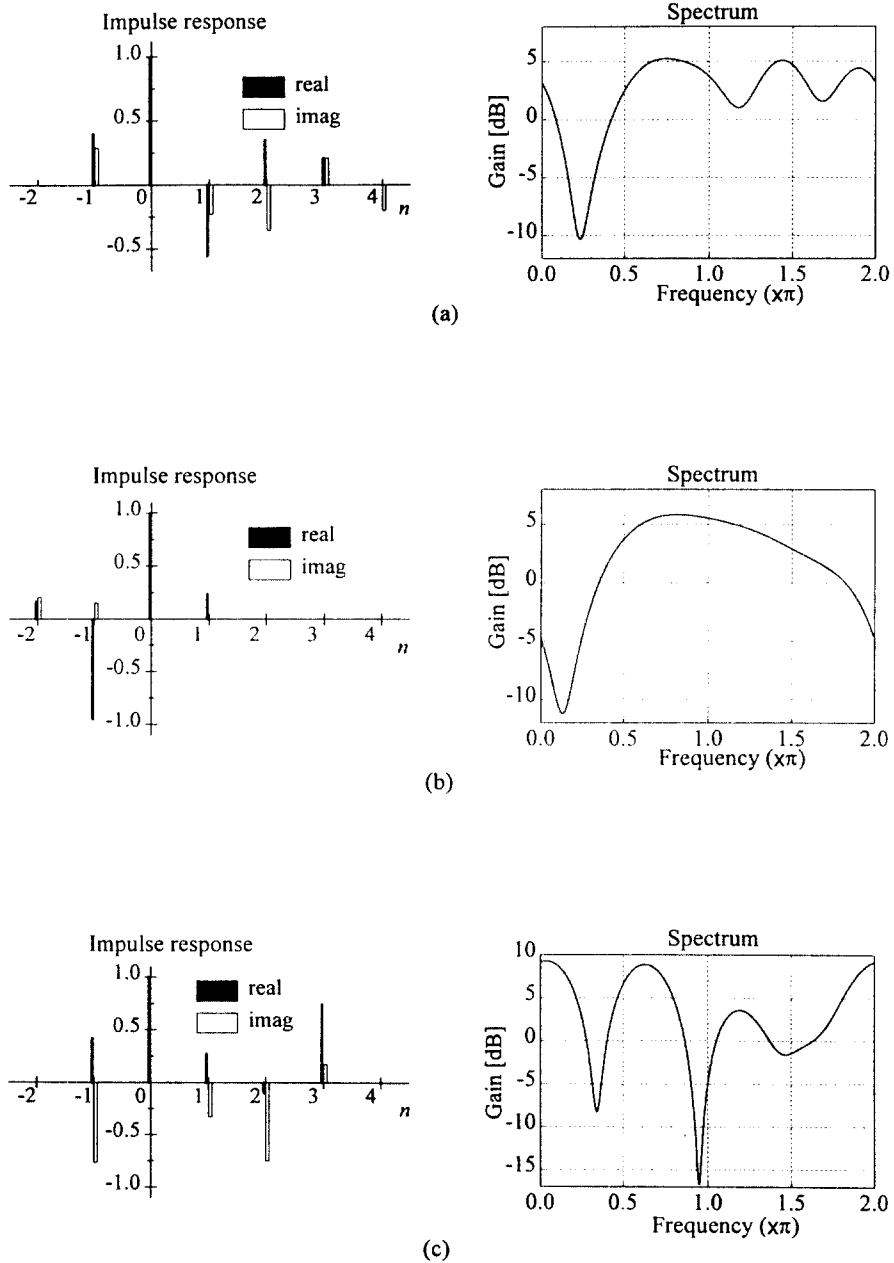 Impulse response
1.0
real
imag
0.5
-2 -1 0 1 2 3 4 n
-0.5
Spectrum
Gain [dB]
5
0
-5
-10
0.0 0.5 1.0 1.5 2.0
Frequency (xπ)
(a)
Impulse response
1.0
real
0.5
imag
-2 -1 0 1 2 3 4 n
-0.5
-1.0
Spectrum
Gain [dB]
5
0
-5
-10
0.0 0.5 1.0 1.5 2.0
Frequency (xπ)
(b)
Impulse response
1.0
real
0.5
imag
-2 -1 0 1 2 3 4 n
-0.5
-1.0
Spectrum
Gain [dB]
10
5
0
-5
-10
-15
0.0 0.5 1.0 1.5 2.0
Frequency (xπ)
(c)